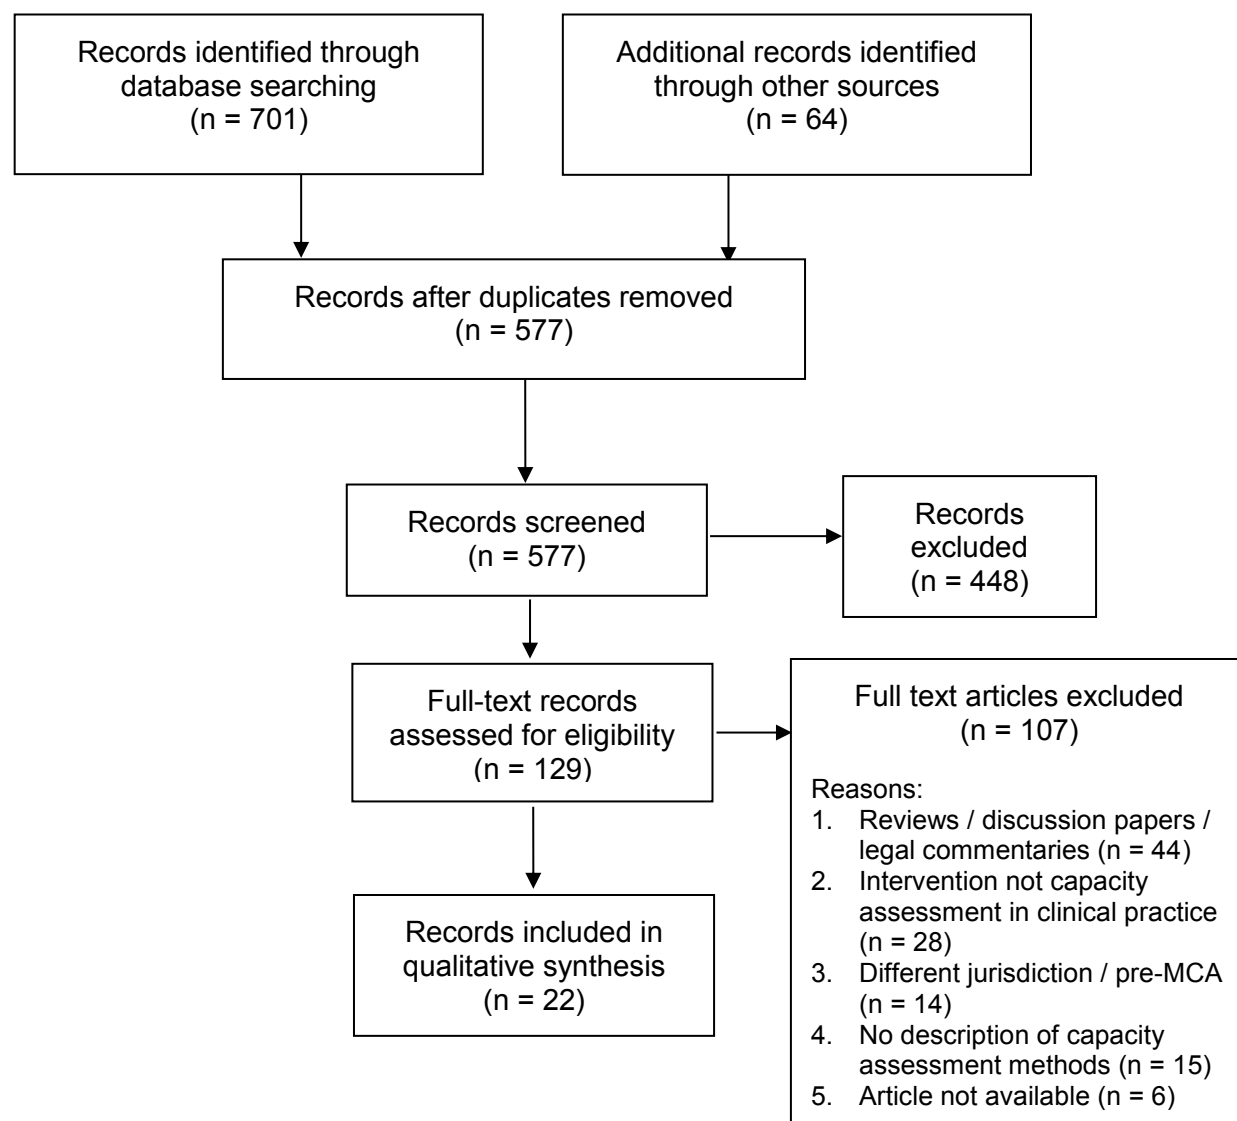 Records identified through
database searching
(n = 701)
Additional records identified
through other sources
(n = 64)
Records after duplicates removed
(n = 577)
Records screened
(n = 577)
Records
excluded
(n = 448)
Full-text records
assessed for eligibility
(n = 129)
Full text articles excluded
(n = 107)
Reasons:
1. Reviews / discussion papers /
legal commentaries (n = 44)
2. Intervention not capacity
assessment in clinical practice
(n = 28)
3. Different jurisdiction / pre-MCA
(n = 14)
4. No description of capacity
assessment methods (n = 15)
5. Article not available (n = 6)
Records included in
qualitative synthesis
(n = 22)